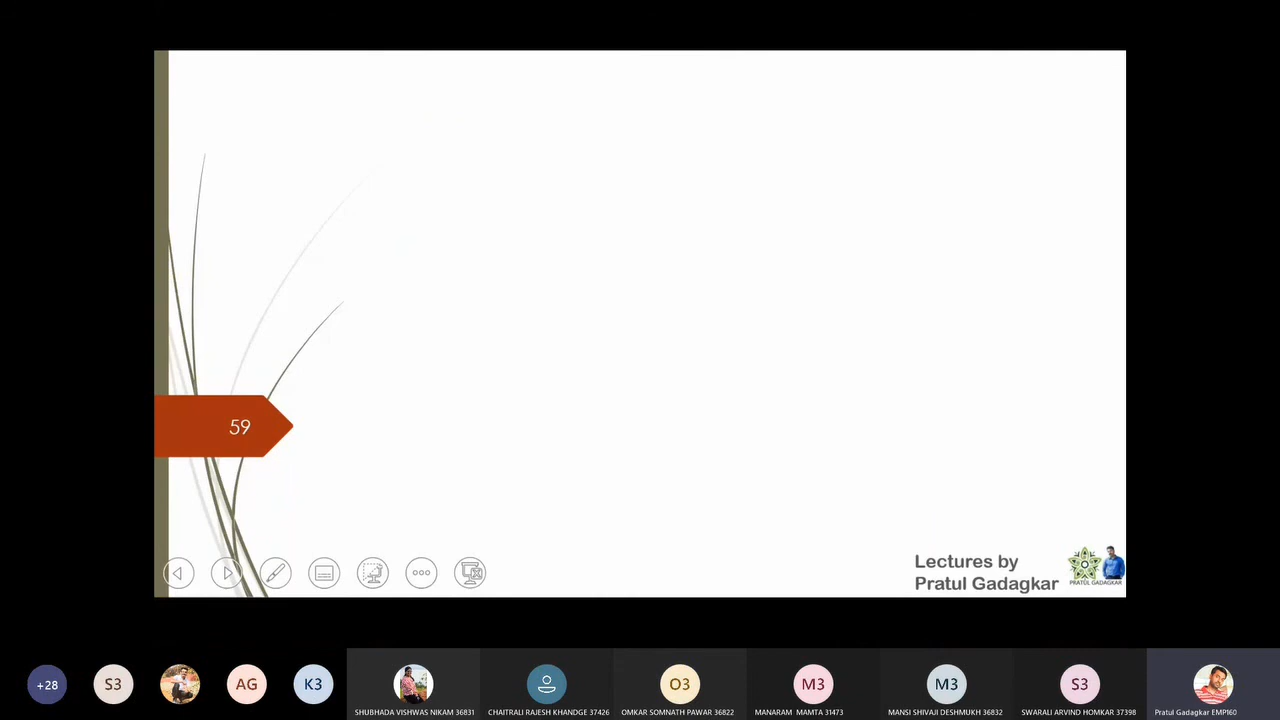 59
Lectures by
Pratul Gadagkar
PRATUL GADAGKAR
+28
S3
AG
K3
O3
M3
M3
S3
SHUBHADA VISHWAS NIKAM 36831
CHAITRALI RAJESH KHANDGE 37426
OMKAR SOMNATH PAWAR 36822
MANARAM MAMTA 31473
MANSI SHIVAJI DESHMUKH 36832
SWARALI ARVIND HOMKAR 37398
Pratul Gadagkar EMP160